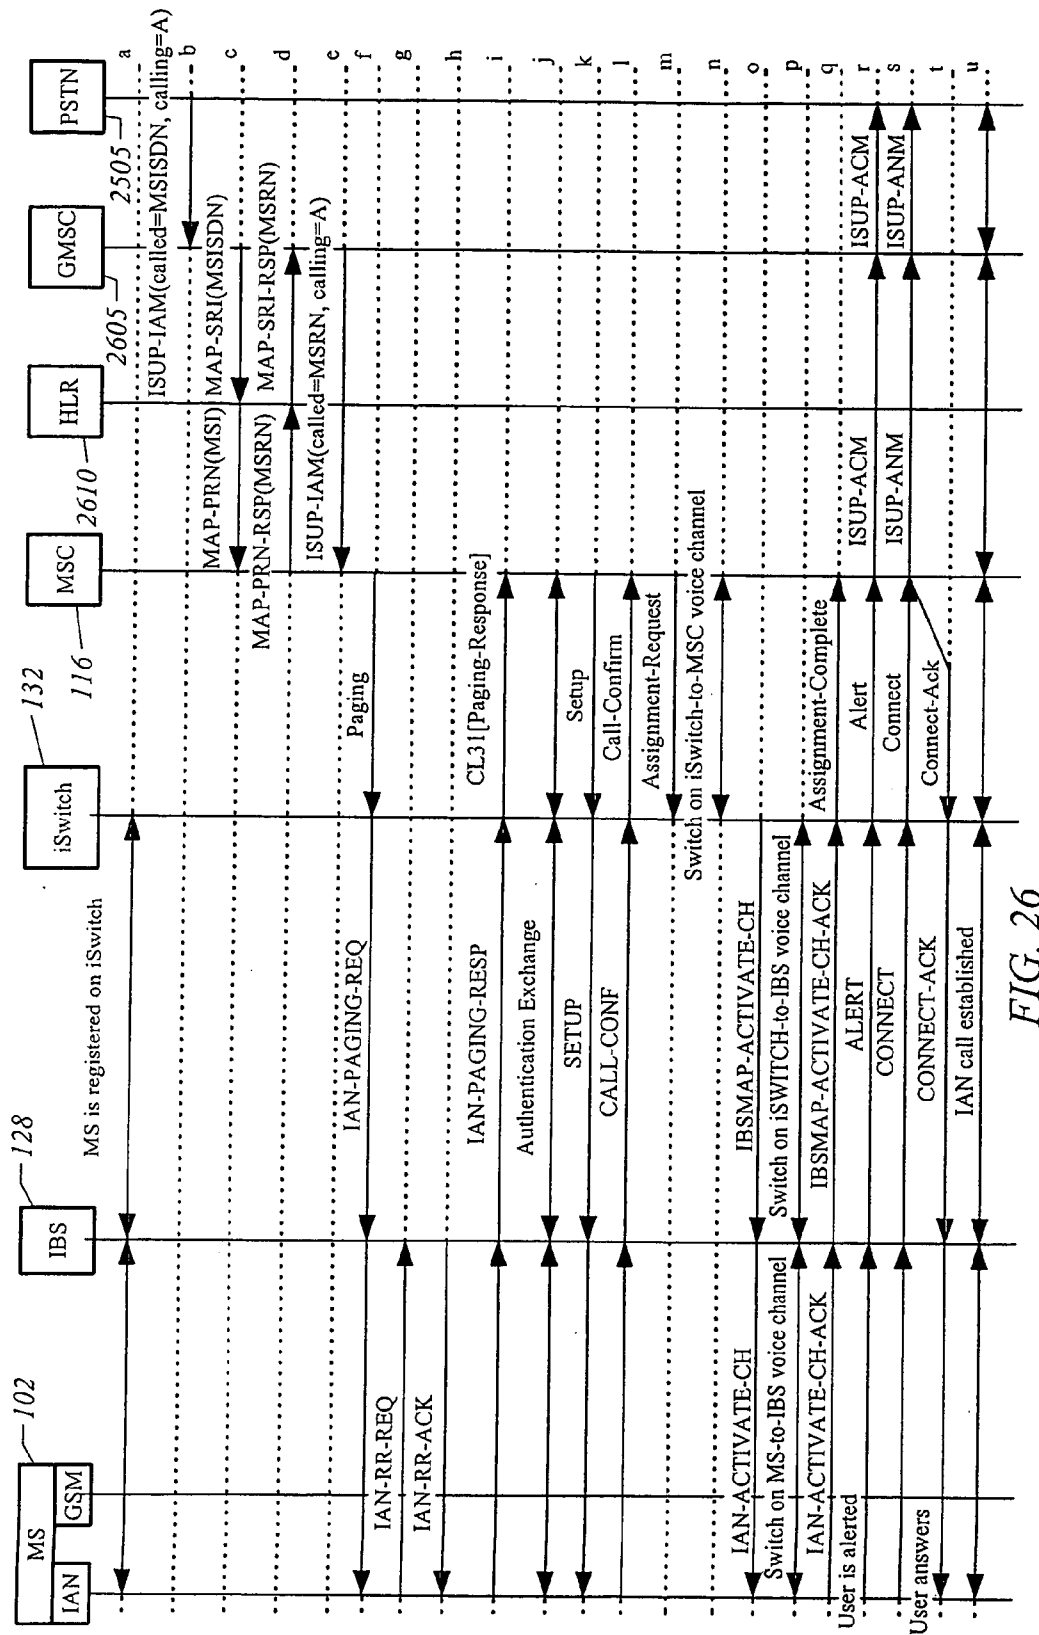 MS
IAN
GSM
102
IBS
128
iSwitch
132
MSC
116
HLR
2610
GMSC
2605
PSTN
2505
MS is registered on iSwitch
a
ISUP-IAM(called=MSISDN, calling=A)
b
MAP-PRN(MSI)
MAP-SRI(MSISDN)
c
MAP-PRN-RSP(MSRN)
MAP-SRI-RSP(MSRN)
d
ISUP-IAM(called=MSRN, calling=A)
e
IAN-PAGING-REQ
Paging
f
IAN-RR-REQ
g
IAN-RR-ACK
h
IAN-PAGING-RESP
CL31[Paging-Response]
i
Authentication Exchange
j
SETUP
Setup
k
CALL-CONF
Call-Confirm
l
Assignment-Request
m
Switch on iSwitch-to-MSC voice channel
n
IAN-ACTIVATE-CH
IBSMAP-ACTIVATE-CH
o
Switch on MS-to-IBS voice channel
Switch on iSWITCH-to-IBS voice channel
p
IAN-ACTIVATE-CH-ACK
IBSMAP-ACTIVATE-CH-ACK
Assignment-Complete
q
User is alerted
ALERT
Alert
ISUP-ACM
ISUP-ACM
r
CONNECT
Connect
ISUP-ANM
ISUP-ANM
s
User answers
CONNECT-ACK
Connect-Ack
t
IAN call established
u
FIG. 26